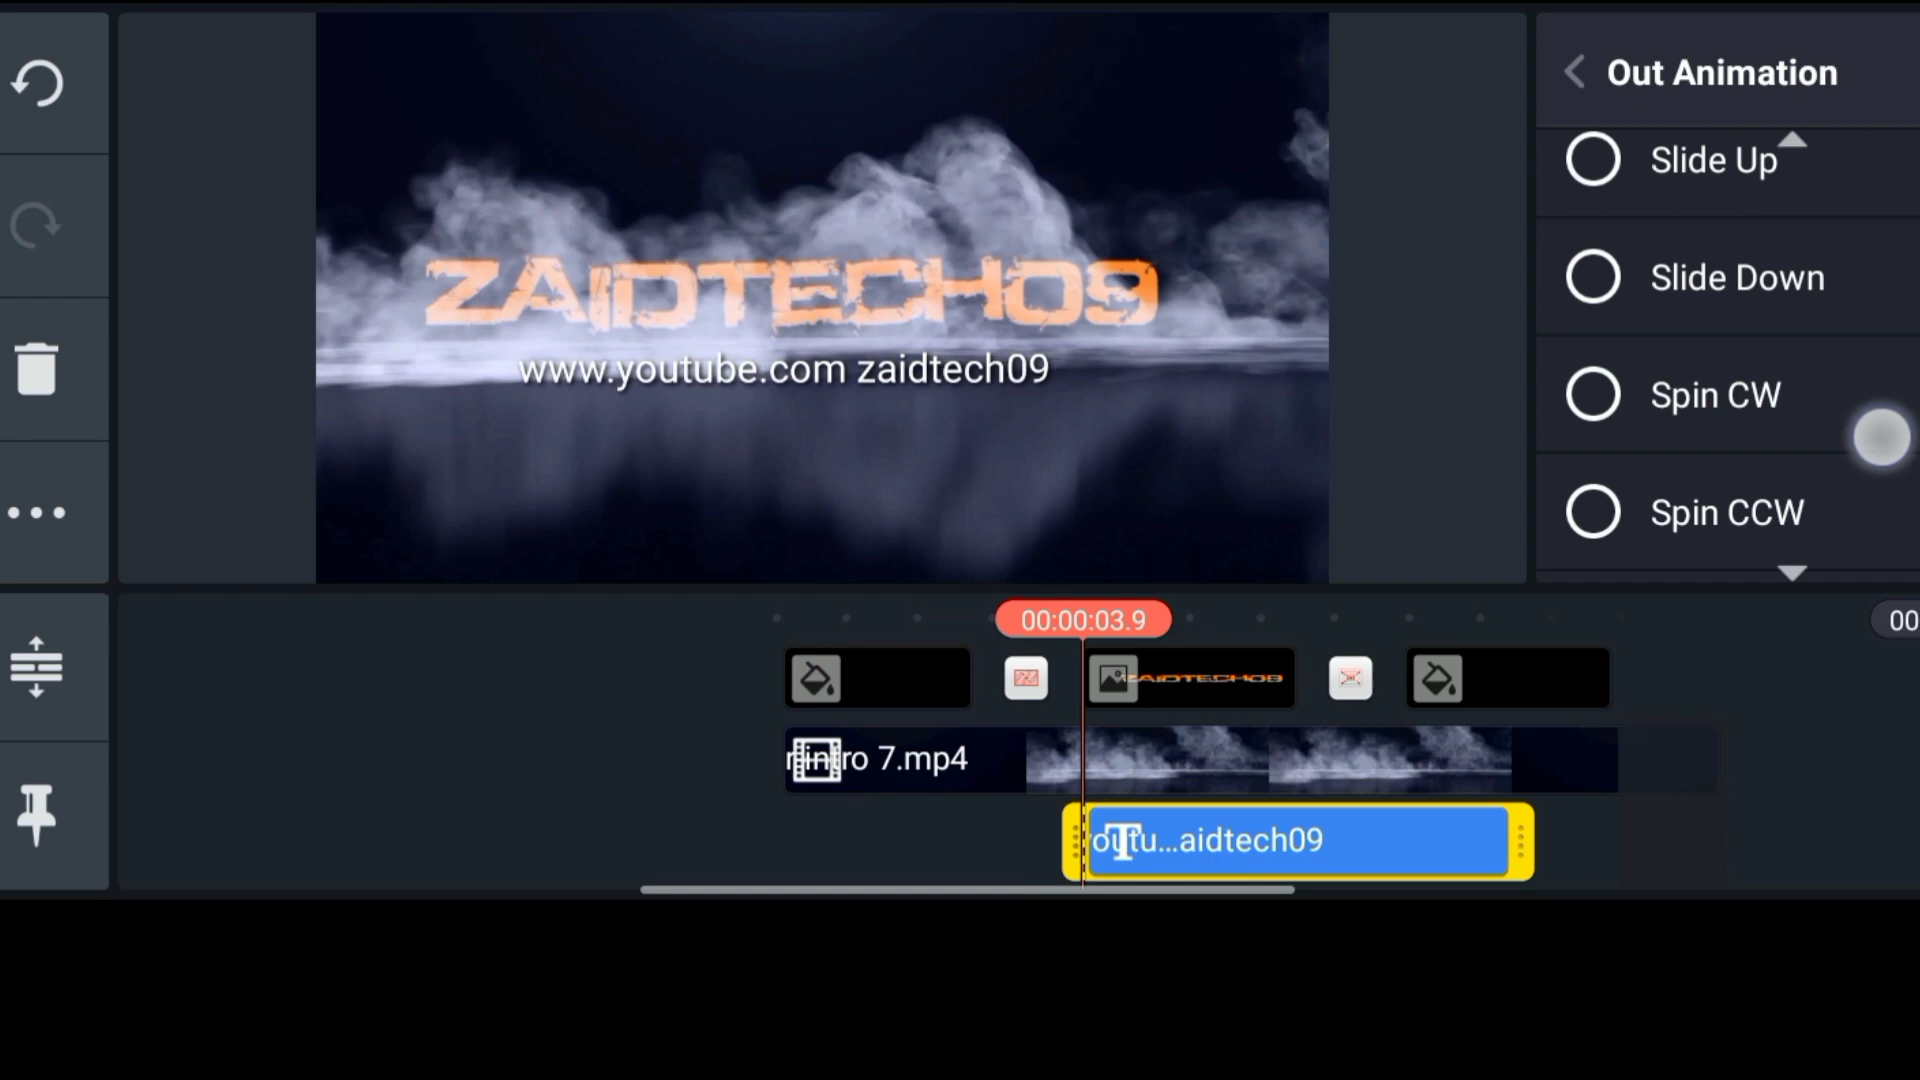 Out Animation
Slide Up
Slide Down
Spin CW
Spin CCW
ZAIDTECH09
www.youtube.com zaidtech09
00:00:03.9
00
ZAIDTECH09
intro 7.mp4
outu...aidtech09